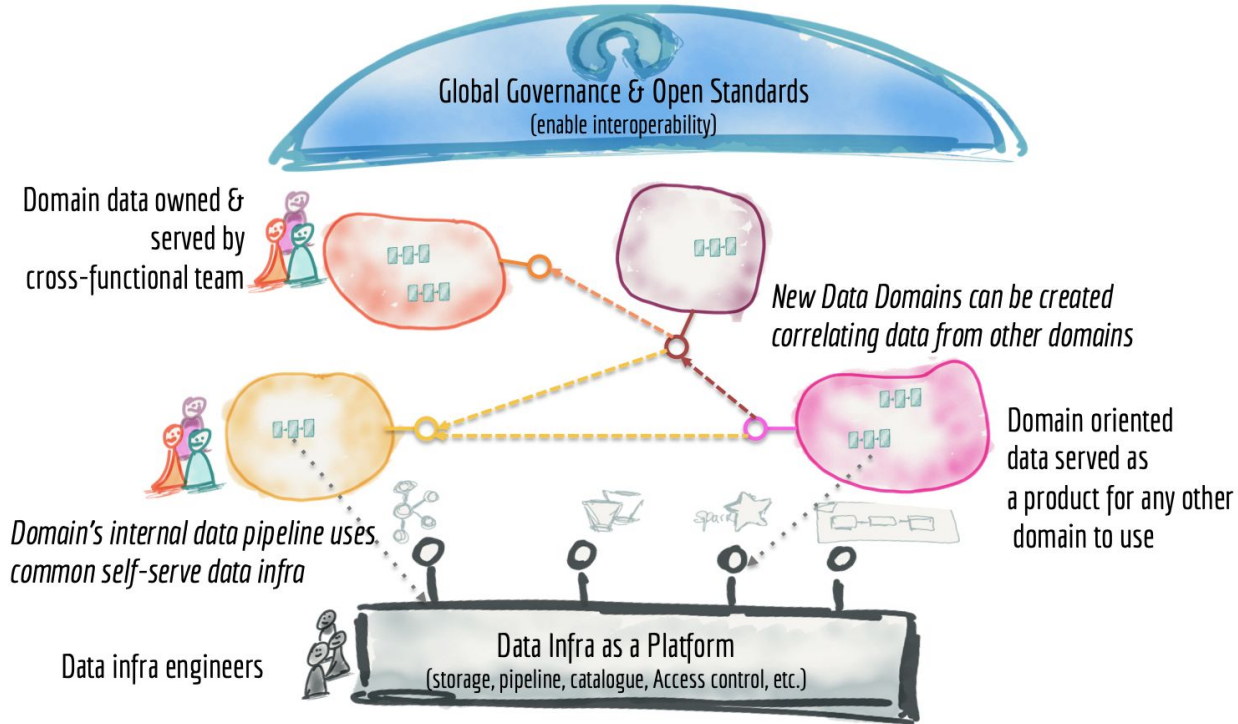 Global Governance & Open Standards
(enable interoperability)
Domain data owned &
served by
cross-functional team
New Data Domains can be created
correlating data from other domains
Domain oriented
data served as
a product for any other
domain to use
Spark
Domain's internal data pipeline uses
common self-serve data infra
Data infra engineers
Data Infra as a Platform
(storage, pipeline, catalogue, Access control, etc.)